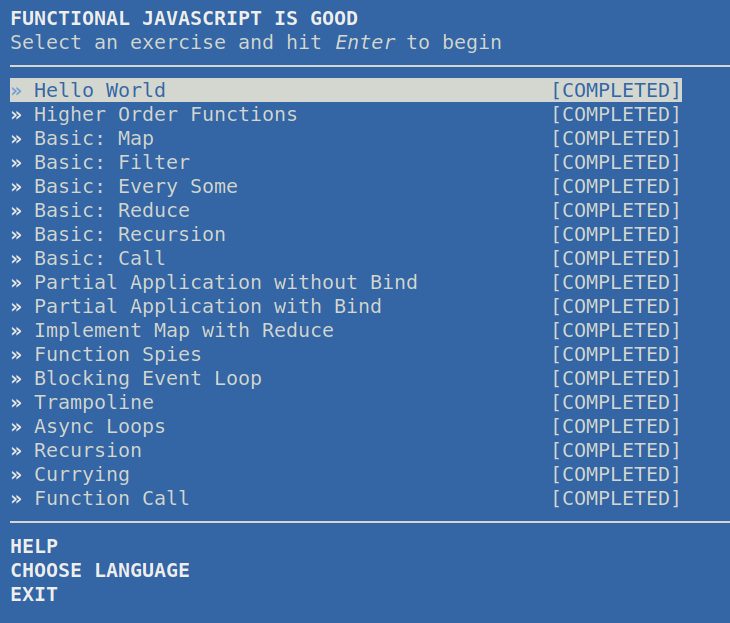 FUNCTIONAL JAVASCRIPT IS GOOD
Select an exercise and hit Enter to begin
» Hello World [COMPLETED]
» Higher Order Functions [COMPLETED]
» Basic: Map [COMPLETED]
» Basic: Filter [COMPLETED]
» Basic: Every Some [COMPLETED]
» Basic: Reduce [COMPLETED]
» Basic: Recursion [COMPLETED]
» Basic: Call [COMPLETED]
» Partial Application without Bind [COMPLETED]
» Partial Application with Bind [COMPLETED]
» Implement Map with Reduce [COMPLETED]
» Function Spies [COMPLETED]
» Blocking Event Loop [COMPLETED]
» Trampoline [COMPLETED]
» Async Loops [COMPLETED]
» Recursion [COMPLETED]
» Currying [COMPLETED]
» Function Call [COMPLETED]
HELP
CHOOSE LANGUAGE
EXIT